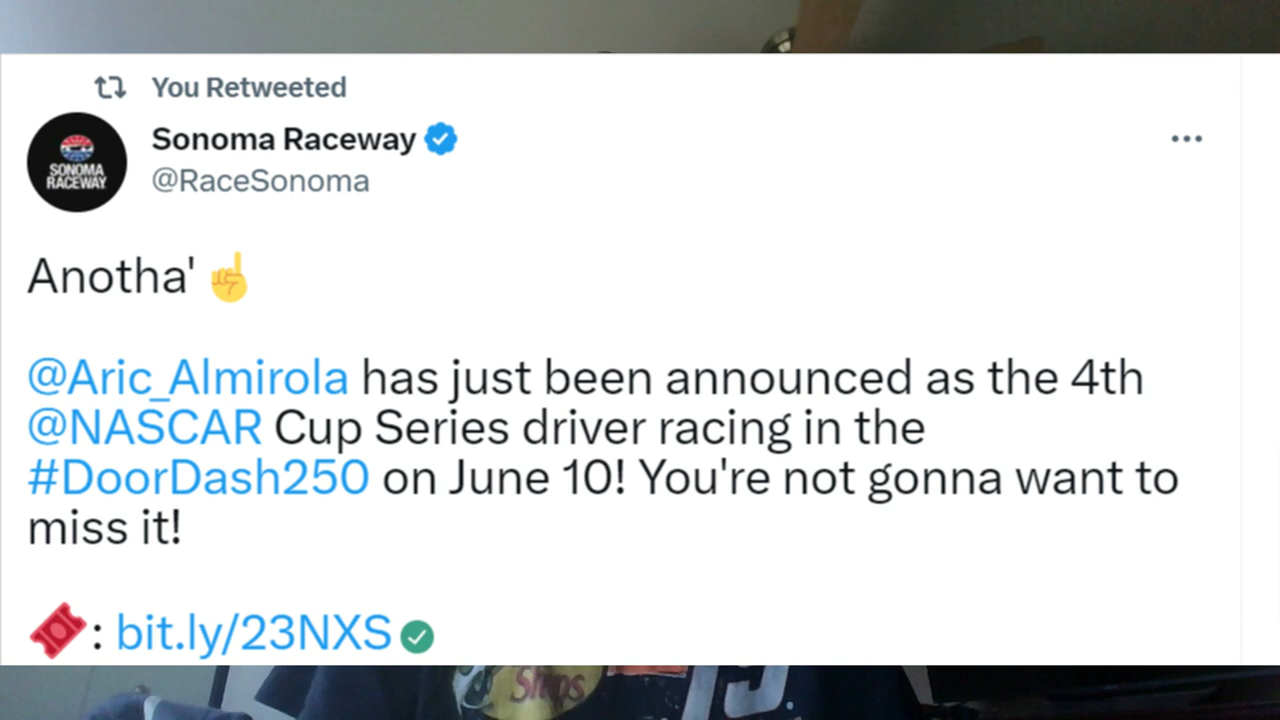 You Retweeted
Sonoma Raceway
@RaceSonoma
SONOMA
RACEWAY
Anotha' ☝
@Aric_Almirola has just been announced as the 4th
@NASCAR Cup Series driver racing in the
#DoorDash250 on June 10! You're not gonna want to
miss it!
: bit.ly/23NXS